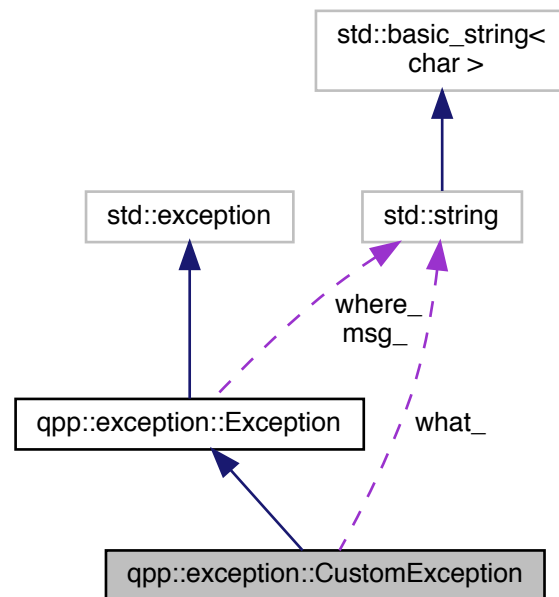 std::basic_string<
char >
std::exception
std::string
where_
msg_
qpp::exception::Exception
what_
qpp::exception::CustomException